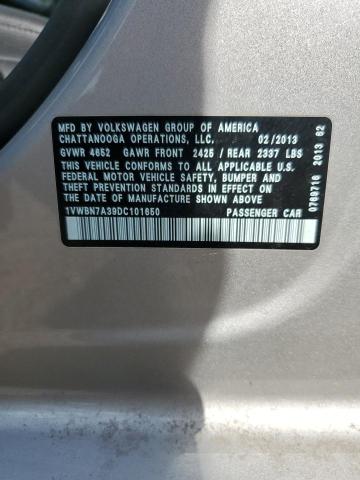 MFD BY VOLKSWAGEN GROUP OF AMERICA
CHATTANOOGA OPERATIONS, LLC. 02/2013
GVWR 4652 GAWR FRONT 2425 / REAR 2337 LBS
THIS VEHICLE CONFORMS TO ALL APPLICABLE U.S.
FEDERAL MOTOR VEHICLE SAFETY, BUMPER AND
THEFT PREVENTION STANDARDS IN EFFECT ON
THE DATE OF MANUFACTURE SHOWN ABOVE
1VWBN7A39DC101650 PASSENGER CAR
0769716 2013 82